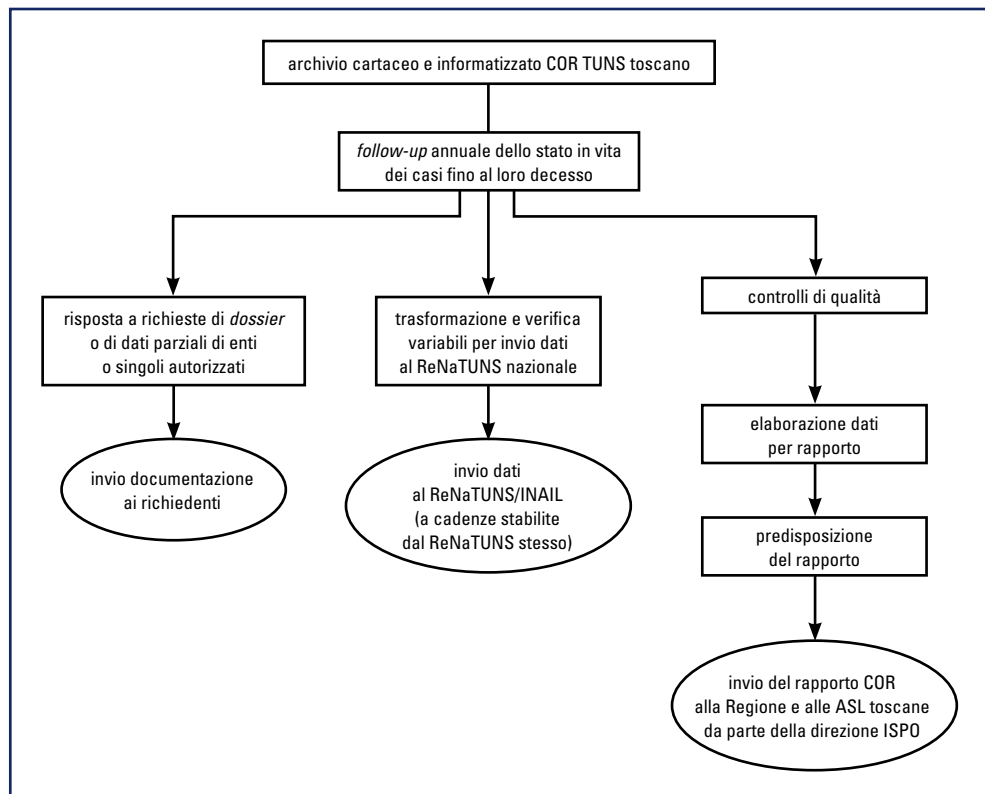 archivio cartaceo e informatizzato COR TUNS toscano
follow-up annuale dello stato in vita
dei casi fino al loro decesso
risposta a richieste di dossier
o di dati parziali di enti
o singoli autorizzati
invio documentazione
ai richiedenti
trasformazione e verifica
variabili per invio dati
al ReNaTUNS nazionale
invio dati
al ReNaTUNS/INAIL
(a cadenze stabilite
dal ReNaTUNS stesso)
controlli di qualità
elaborazione dati
per rapporto
predisposizione
del rapporto
invio del rapporto COR
alla Regione e alle ASL toscane
da parte della direzione ISPO